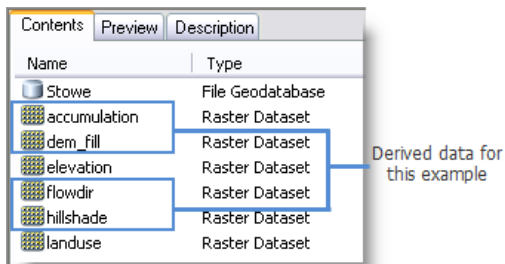 Contents Preview Description
Name Type
Stowe File Geodatabase
accumulation Raster Dataset
dem_fill Raster Dataset
elevation Raster Dataset
flowdir Raster Dataset
hillshade Raster Dataset
landuse Raster Dataset
Derived data for
this example